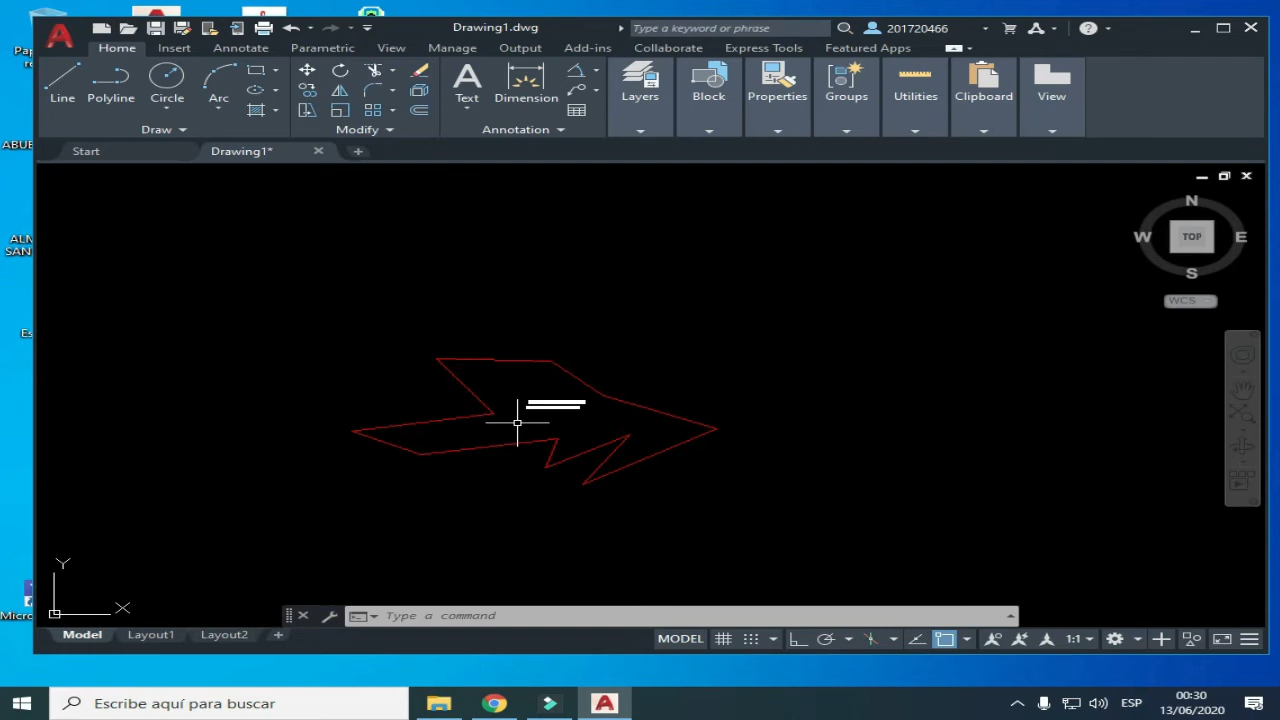 Drawing1.dwg
Type a keyword or phrase
201720466
Home Insert Annotate Parametric View Manage Output Add-ins Collaborate Express Tools Featured Apps
Line Polyline Circle Arc Text Dimension Layers Block Properties Groups Utilities Clipboard View
Draw Modify Annotation
Start Drawing1*
N
W TOP E
S
WCS
Y
X
Type a command
Model Layout1 Layout2 MODEL 1:1
Escribe aquí para buscar
ESP
00:30
13/06/2020